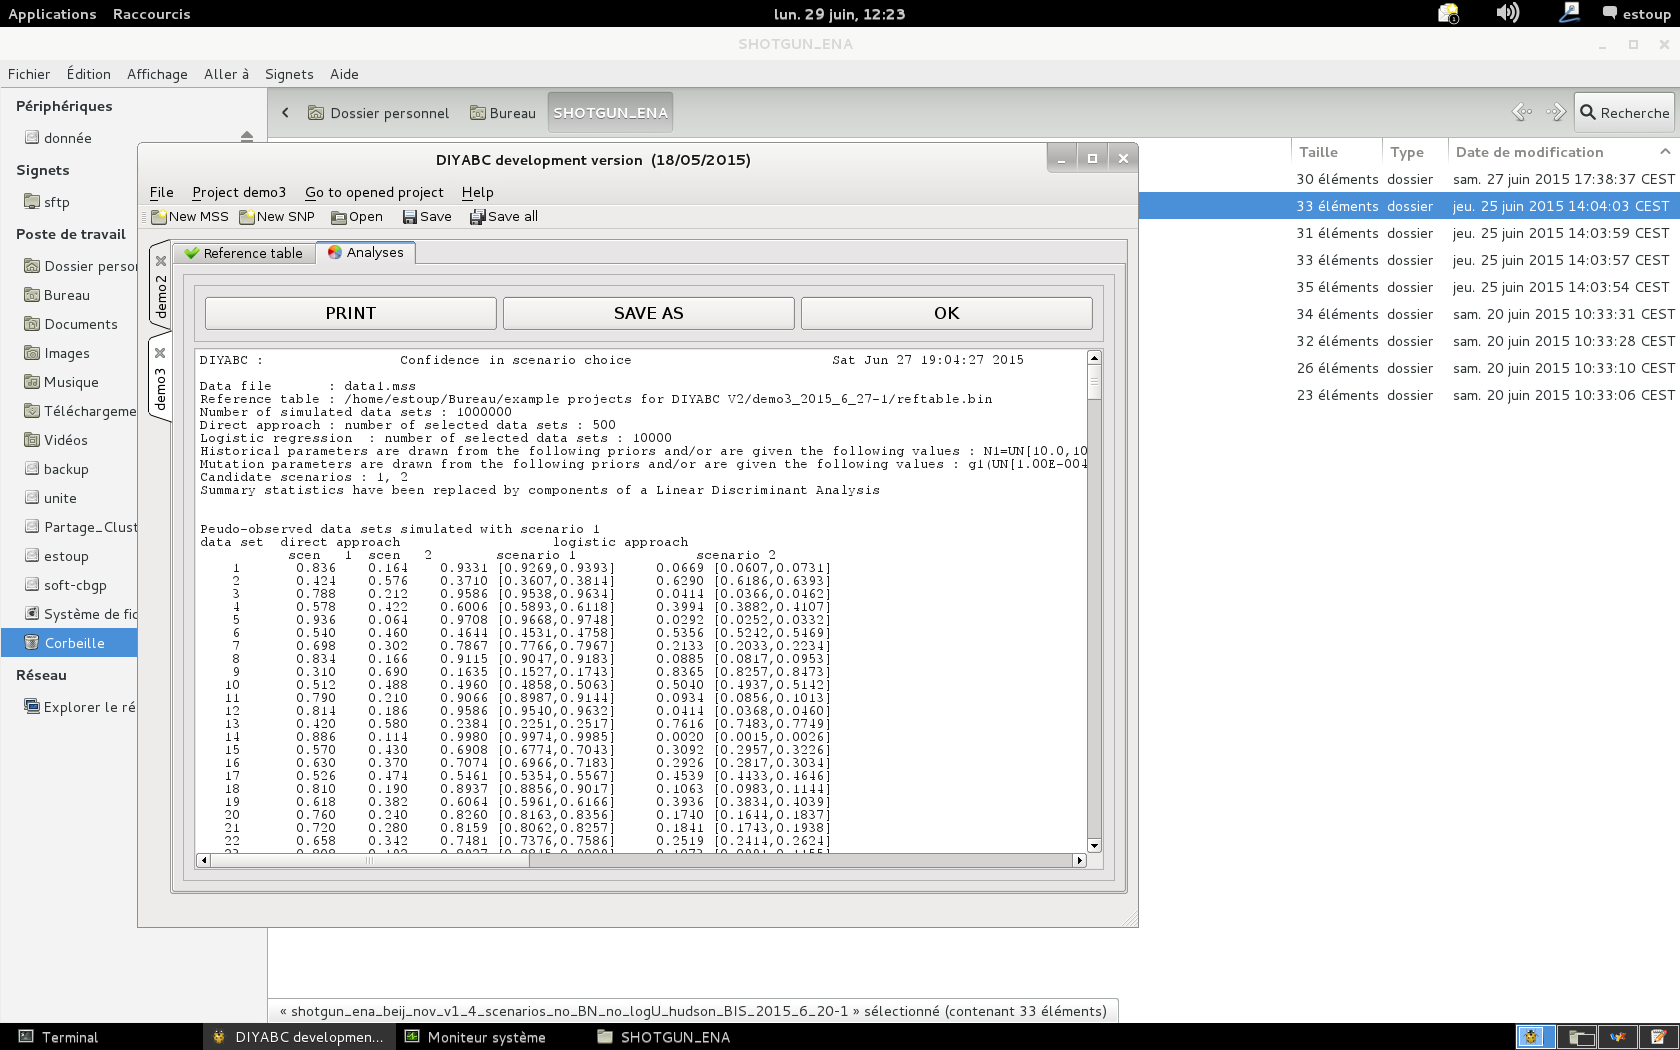 Applications Raccourcis lun. 29 juin, 12:23 estoup
SHOTGUN_ENA
Fichier Édition Affichage Aller à Signets Aide
Périphériques
donnée
Signets
sftp
Poste de travail
Dossier person
Bureau
Documents
Images
Musique
Téléchargeme
Vidéos
backup
unite
Partage_Clust
estoup
soft-cbgp
Système de fic
Corbeille
Réseau
Explorer le ré
Dossier personnel Bureau SHOTGUN_ENA Recherche
Taille Type Date de modification
30 éléments dossier sam. 27 juin 2015 17:38:37 CEST
33 éléments dossier jeu. 25 juin 2015 14:04:03 CEST
31 éléments dossier jeu. 25 juin 2015 14:03:59 CEST
33 éléments dossier jeu. 25 juin 2015 14:03:57 CEST
35 éléments dossier jeu. 25 juin 2015 14:03:54 CEST
34 éléments dossier sam. 20 juin 2015 10:33:31 CEST
32 éléments dossier sam. 20 juin 2015 10:33:28 CEST
26 éléments dossier sam. 20 juin 2015 10:33:10 CEST
23 éléments dossier sam. 20 juin 2015 10:33:06 CEST
DIYABC development version (18/05/2015)
File Project demo3 Go to opened project Help
New MSS New SNP Open Save Save all
demo2
demo3
Reference table Analyses
PRINT SAVE AS OK
DIYABC : Confidence in scenario choice Sat Jun 27 19:04:27 2015
Data file : data1.mss
Reference table : /home/estoup/Bureau/example projects for DIYABC V2/demo3_2015_6_27-1/reftable.bin
Number of simulated data sets : 1000000
Direct approach : number of selected data sets : 500
Logistic regression : number of selected data sets : 10000
Historical parameters are drawn from the following priors and/or are given the following values : N1=UN[10.0,10
Mutation parameters are drawn from the following priors and/or are given the following values : g1(UN[1.00E-004
Candidate scenarios : 1, 2
Summary statistics have been replaced by components of a Linear Discriminant Analysis
Peudo-observed data sets simulated with scenario 1
data set direct approach logistic approach
scen 1 scen 2 scenario 1 scenario 2
1 0.836 0.164 0.9331 [0.9269,0.9393] 0.0669 [0.0607,0.0731]
2 0.424 0.576 0.3710 [0.3607,0.3814] 0.6290 [0.6186,0.6393]
3 0.788 0.212 0.9586 [0.9538,0.9634] 0.0414 [0.0366,0.0462]
4 0.578 0.422 0.6006 [0.5893,0.6118] 0.3994 [0.3882,0.4107]
5 0.936 0.064 0.9708 [0.9668,0.9748] 0.0292 [0.0252,0.0332]
6 0.540 0.460 0.4644 [0.4531,0.4758] 0.5356 [0.5242,0.5469]
7 0.698 0.302 0.7867 [0.7766,0.7967] 0.2133 [0.2033,0.2234]
8 0.834 0.166 0.9115 [0.9047,0.9183] 0.0885 [0.0817,0.0953]
9 0.310 0.690 0.1635 [0.1527,0.1743] 0.8365 [0.8257,0.8473]
10 0.512 0.488 0.4960 [0.4858,0.5063] 0.5040 [0.4937,0.5142]
11 0.790 0.210 0.9066 [0.8987,0.9144] 0.0934 [0.0856,0.1013]
12 0.814 0.186 0.9586 [0.9540,0.9632] 0.0414 [0.0368,0.0460]
13 0.420 0.580 0.2384 [0.2251,0.2517] 0.7616 [0.7483,0.7749]
14 0.886 0.114 0.9980 [0.9974,0.9985] 0.0020 [0.0015,0.0026]
15 0.570 0.430 0.6908 [0.6774,0.7043] 0.3092 [0.2957,0.3226]
16 0.630 0.370 0.7074 [0.6966,0.7183] 0.2926 [0.2817,0.3034]
17 0.526 0.474 0.5461 [0.5354,0.5567] 0.4539 [0.4433,0.4646]
18 0.810 0.190 0.8937 [0.8856,0.9017] 0.1063 [0.0983,0.1144]
19 0.618 0.382 0.6064 [0.5961,0.6166] 0.3936 [0.3834,0.4039]
20 0.760 0.240 0.8260 [0.8163,0.8356] 0.1740 [0.1644,0.1837]
21 0.720 0.280 0.8159 [0.8062,0.8257] 0.1841 [0.1743,0.1938]
22 0.658 0.342 0.7481 [0.7376,0.7586] 0.2519 [0.2414,0.2624]
« shotgun_ena_beij_nov_v1_4_scenarios_no_BN_no_logU_hudson_BIS_2015_6_20-1 » sélectionné (contenant 33 éléments)
Terminal DIYABC developmen... Moniteur système SHOTGUN_ENA